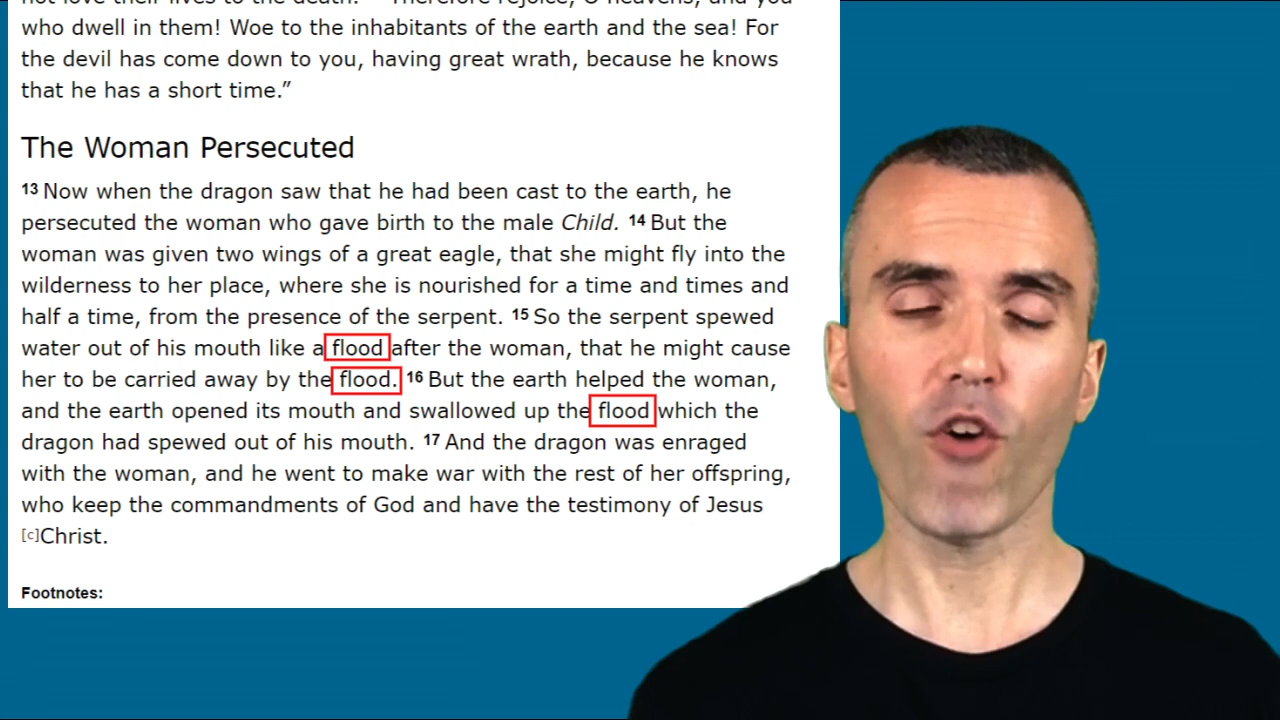 not love their lives to the death. Therefore rejoice, O heavens, and you
who dwell in them! Woe to the inhabitants of the earth and the sea! For
the devil has come down to you, having great wrath, because he knows
that he has a short time.”
The Woman Persecuted
13 Now when the dragon saw that he had been cast to the earth, he
persecuted the woman who gave birth to the male Child. 14 But the
woman was given two wings of a great eagle, that she might fly into the
wilderness to her place, where she is nourished for a time and times and
half a time, from the presence of the serpent. 15 So the serpent spewed
water out of his mouth like a flood after the woman, that he might cause
her to be carried away by the flood. 16 But the earth helped the woman,
and the earth opened its mouth and swallowed up the flood which the
dragon had spewed out of his mouth. 17 And the dragon was enraged
with the woman, and he went to make war with the rest of her offspring,
who keep the commandments of God and have the testimony of Jesus
[c]Christ.
Footnotes: